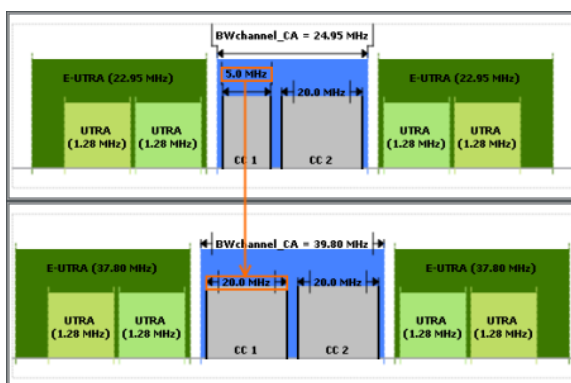 BWchannel_CA = 24.95 MHz
E-UTRA (22.95 MHz)
5.0 MHz
20.0 MHz
E-UTRA (22.95 MHz)
UTRA
(1.28 MHz)
UTRA
(1.28 MHz)
CC 1
CC 2
UTRA
(1.28 MHz)
UTRA
(1.28 MHz)
BWchannel_CA = 39.80 MHz
E-UTRA (37.80 MHz)
20.0 MHz
20.0 MHz
E-UTRA (37.80 MHz)
UTRA
(1.28 MHz)
UTRA
(1.28 MHz)
CC 1
CC 2
UTRA
(1.28 MHz)
UTRA
(1.28 MHz)